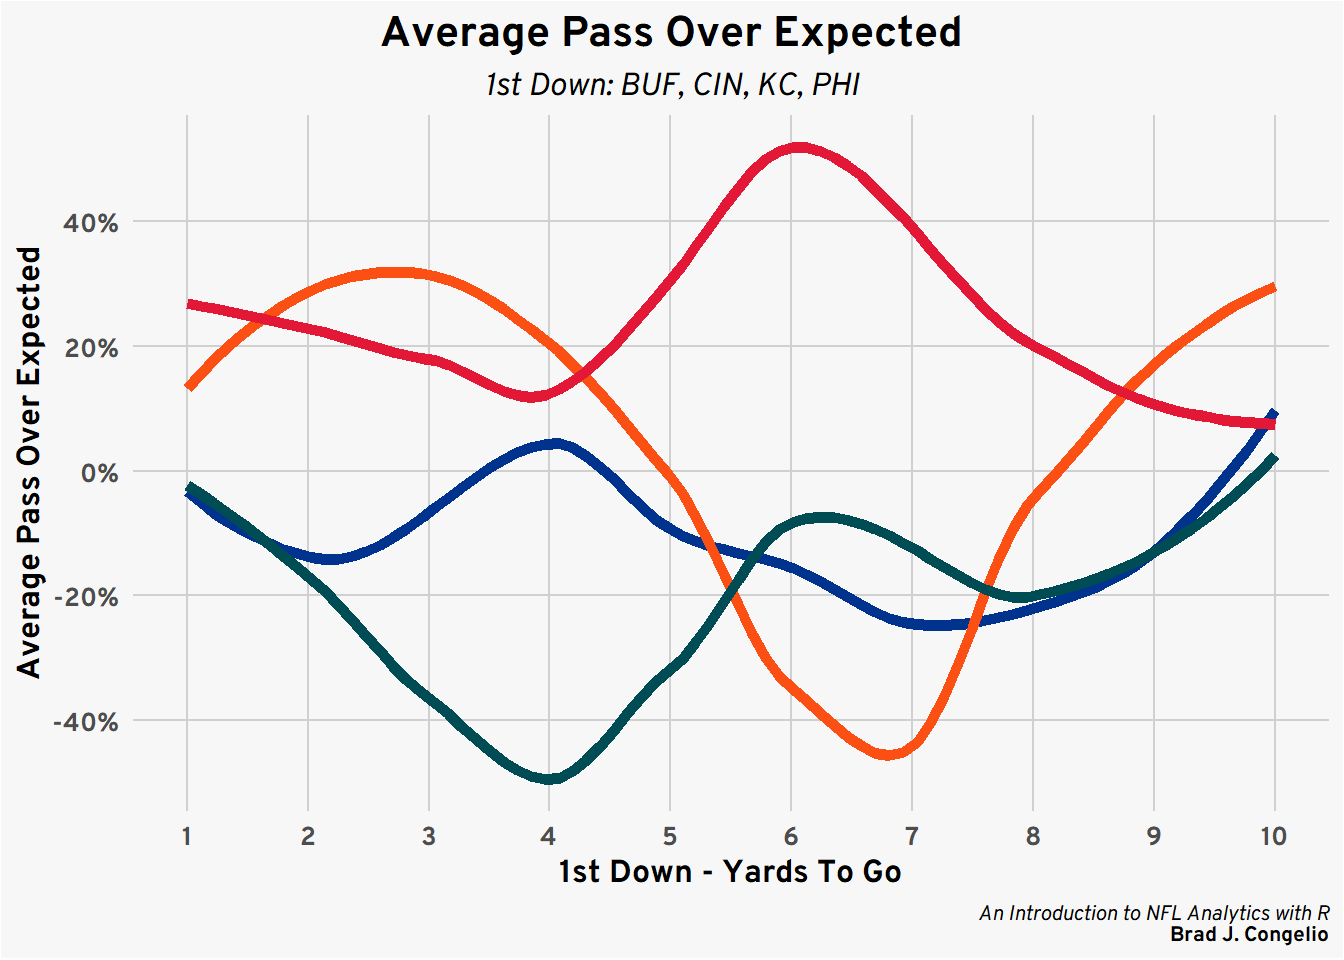 Average Pass Over Expected
1st Down: BUF, CIN, KC, PHI
Average Pass Over Expected
40%
20%
0%
-20%
-40%
1 2 3 4 5 6 7 8 9 10
1st Down - Yards To Go
An Introduction to NFL Analytics with R
Brad J. Congelio